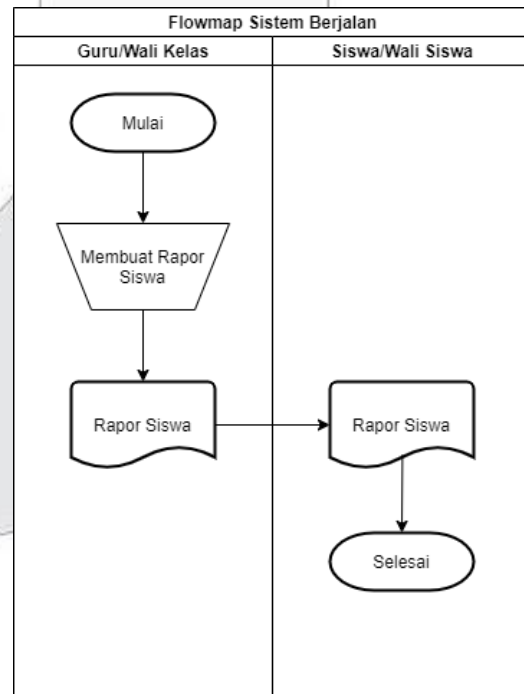 Flowmap Sistem Berjalan
Guru/Wali Kelas
Siswa/Wali Siswa
Mulai
Membuat Rapor
Siswa
Rapor Siswa
Rapor Siswa
Selesai